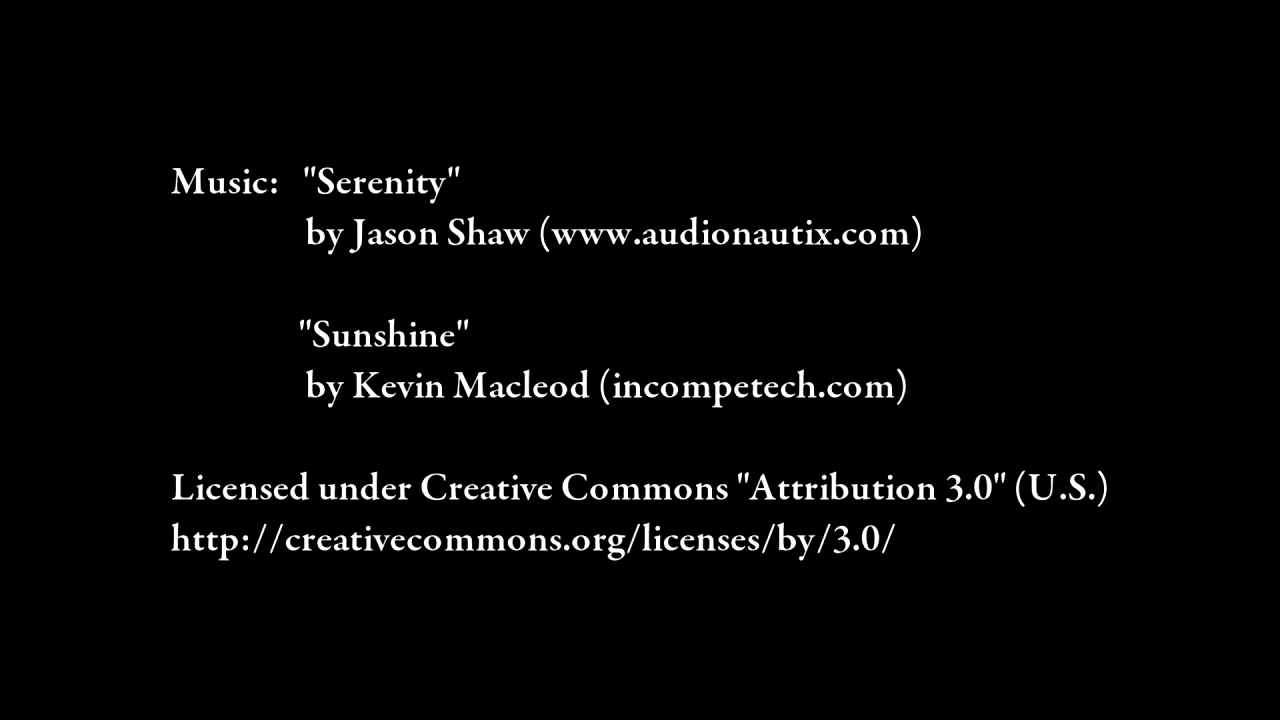 Music: "Serenity"
by Jason Shaw (www.audionautix.com)
"Sunshine"
by Kevin Macleod (incompetech.com)
Licensed under Creative Commons "Attribution 3.0" (U.S.)
http://creativecommons.org/licenses/by/3.0/